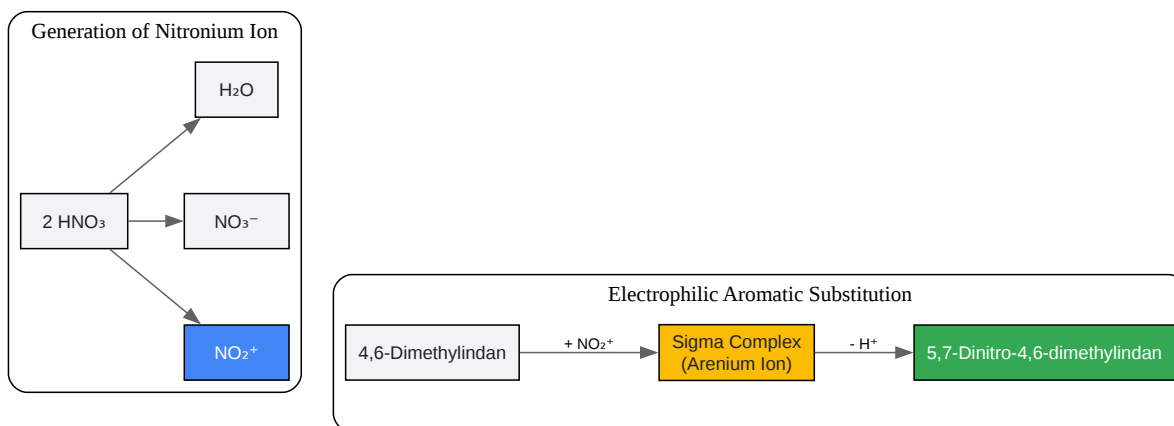 Generation of Nitronium Ion
H₂O
2 HNO₃
NO₃⁻
NO₂⁺
Electrophilic Aromatic Substitution
4,6-Dimethylindan
+ NO₂⁺
Sigma Complex
(Arenium Ion)
- H⁺
5,7-Dinitro-4,6-dimethylindan